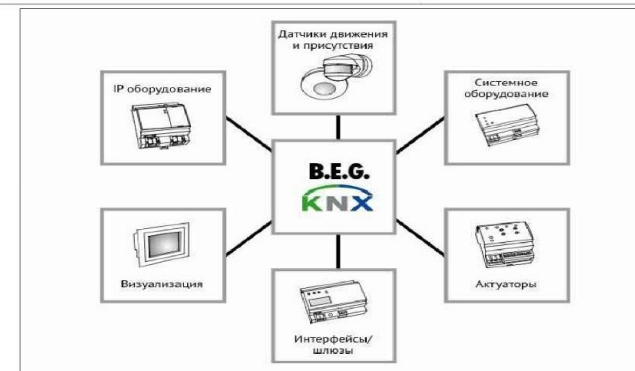 Датчики движения
и присутствия
IP оборудование
Системное
оборудование
B.E.G.
KNX
Визуализация
Актуаторы
Интерфейсы/
шлюзы